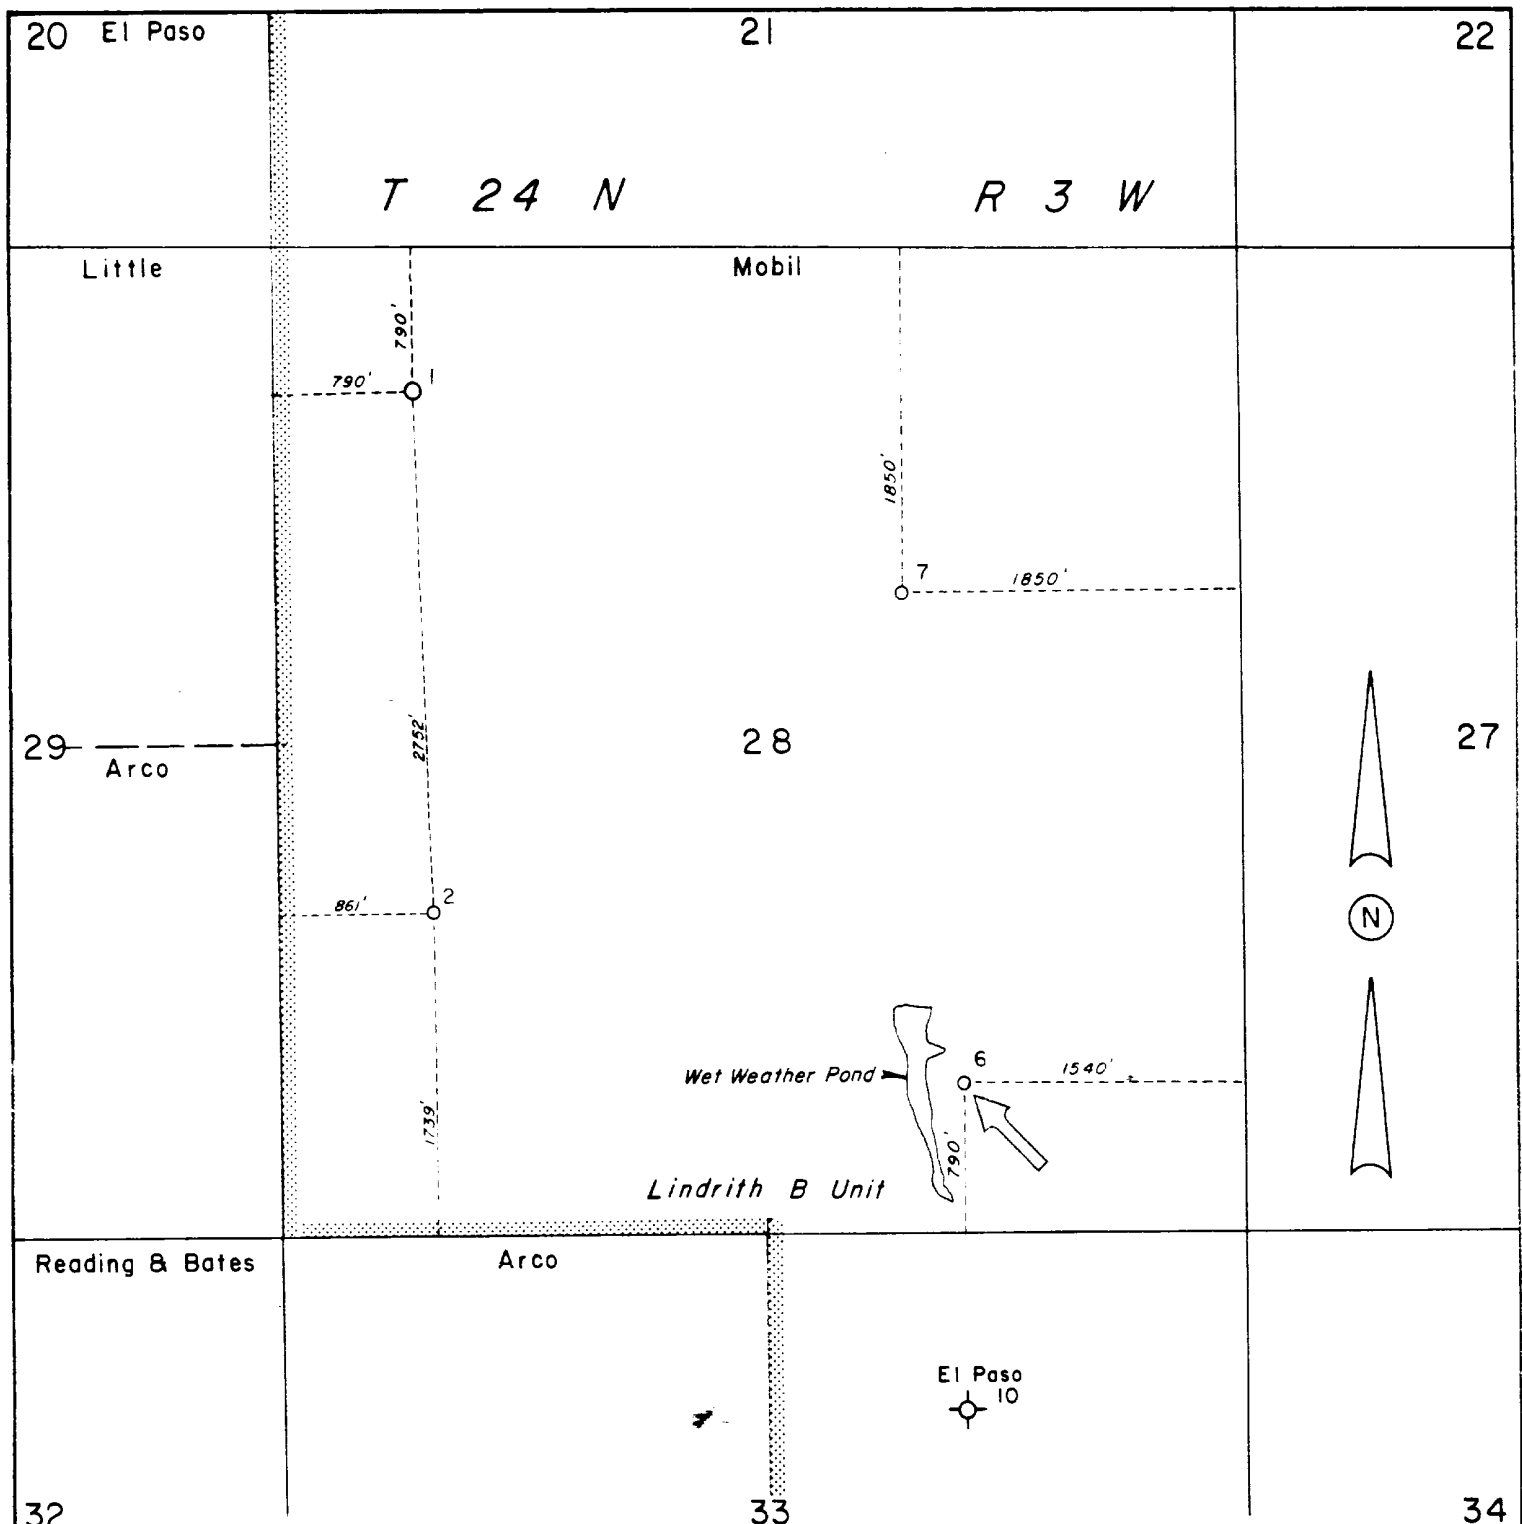 20 El Paso 21 22
T 24 N R 3 W
Little Mobil
790'
790' 1
1850'
7 1850'
2752'
29 28 27
Arco
861' 2
N
Wet Weather Pond 6 1540'
1739' 790'
Lindrith B Unit
Reading & Bates Arco
El Paso
10
32 33 34